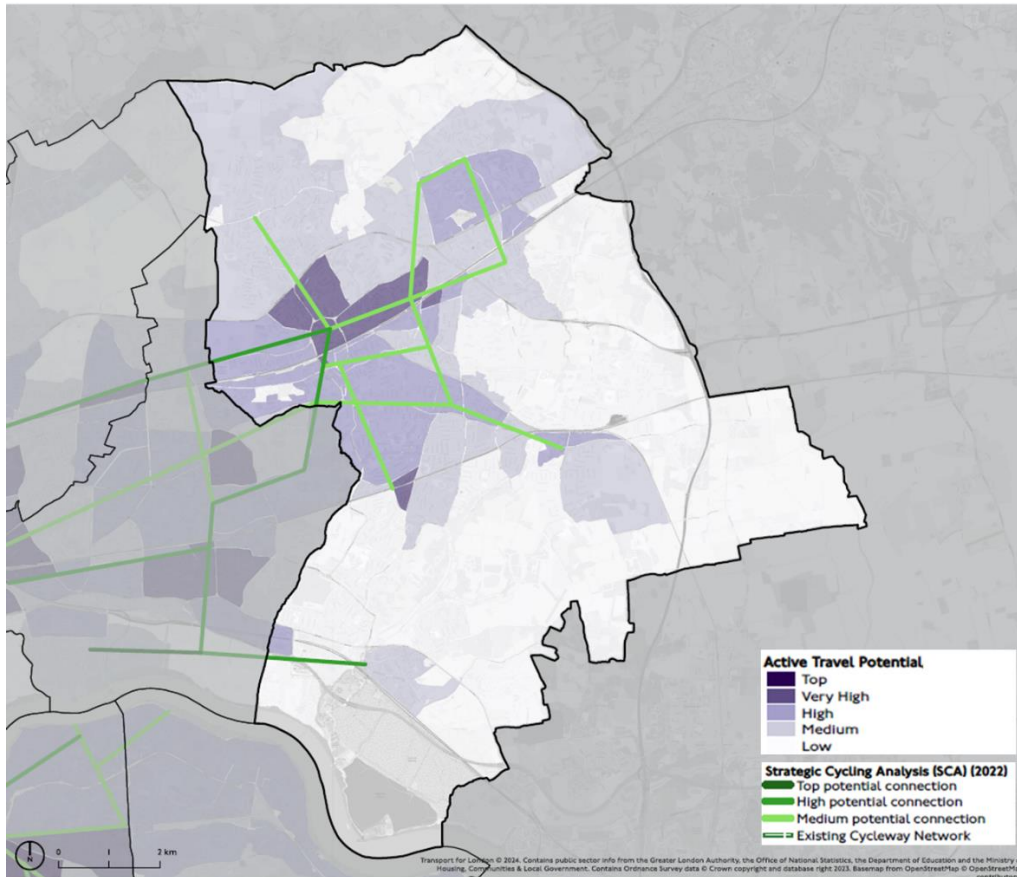 Active Travel Potential
Top
Very High
High
Medium
Low
Strategic Cycling Analysis (SCA) (2022)
Top potential connection
High potential connection
Medium potential connection
Existing Cycleway Network
N
0 1 2 km
Transport for London © 2024. Contains public sector info from the Greater London Authority, the Office of National Statistics, the Department of Education and the Ministry
Housing, Communities & Local Government. Contains Ordnance Survey data © Crown copyright and database right 2023. Basemap from OpenStreetMap © OpenStreetMap